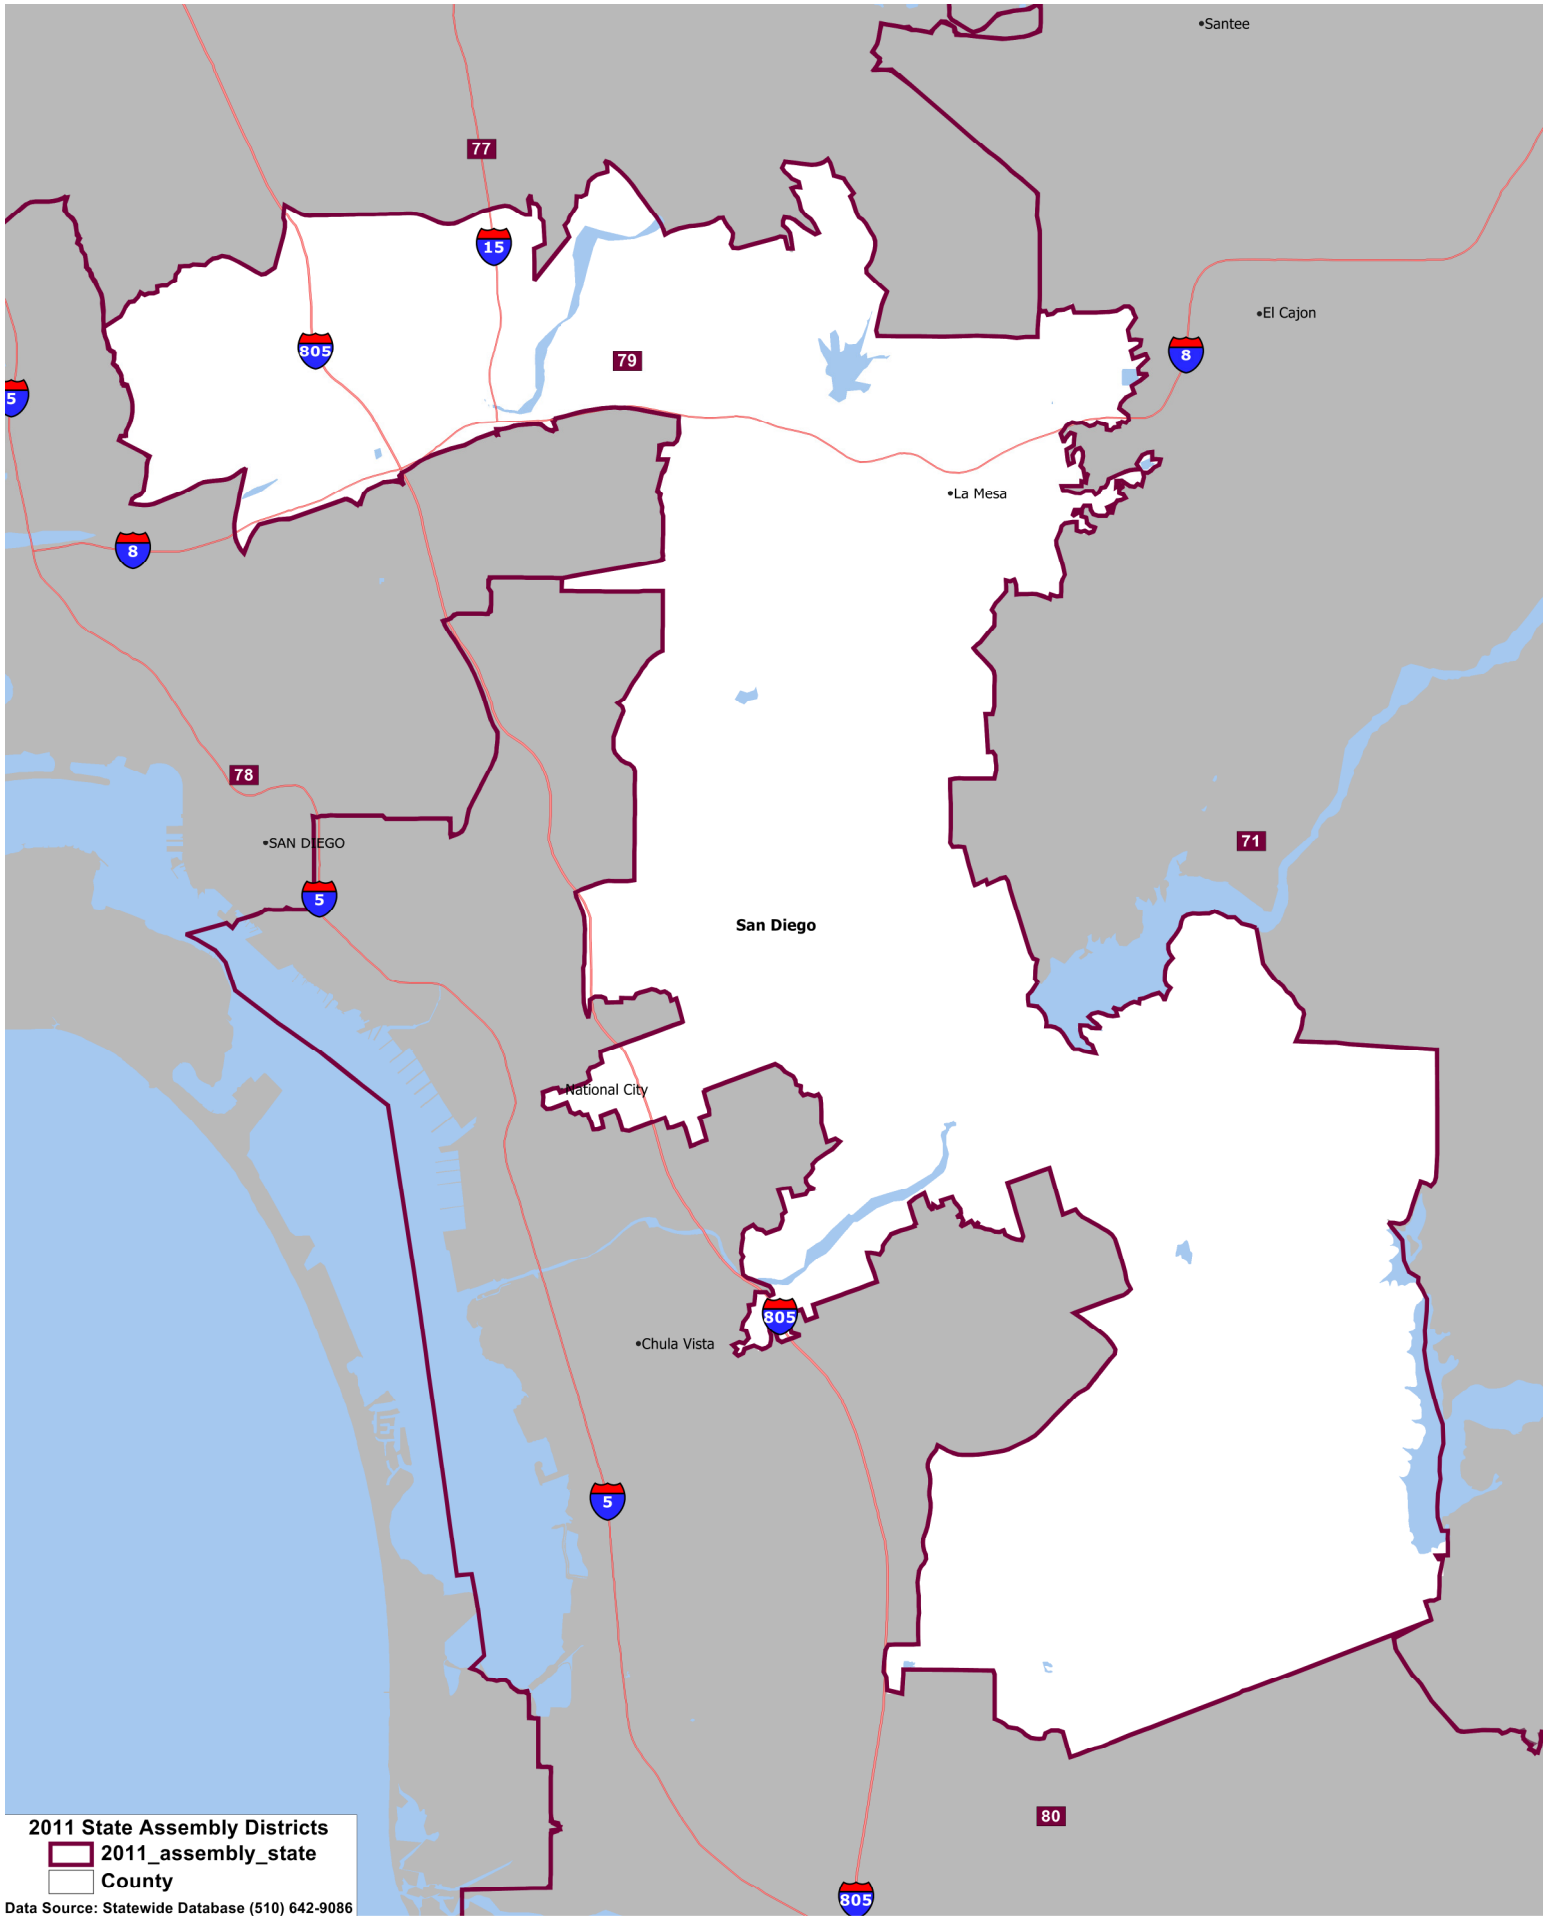 Santee
77
15
El Cajon
805
8
79
5
La Mesa
8
78
SAN DIEGO
71
5
San Diego
National City
805
Chula Vista
5
80
2011 State Assembly Districts
2011_assembly_state
County
Data Source: Statewide Database (510) 642-9086
805